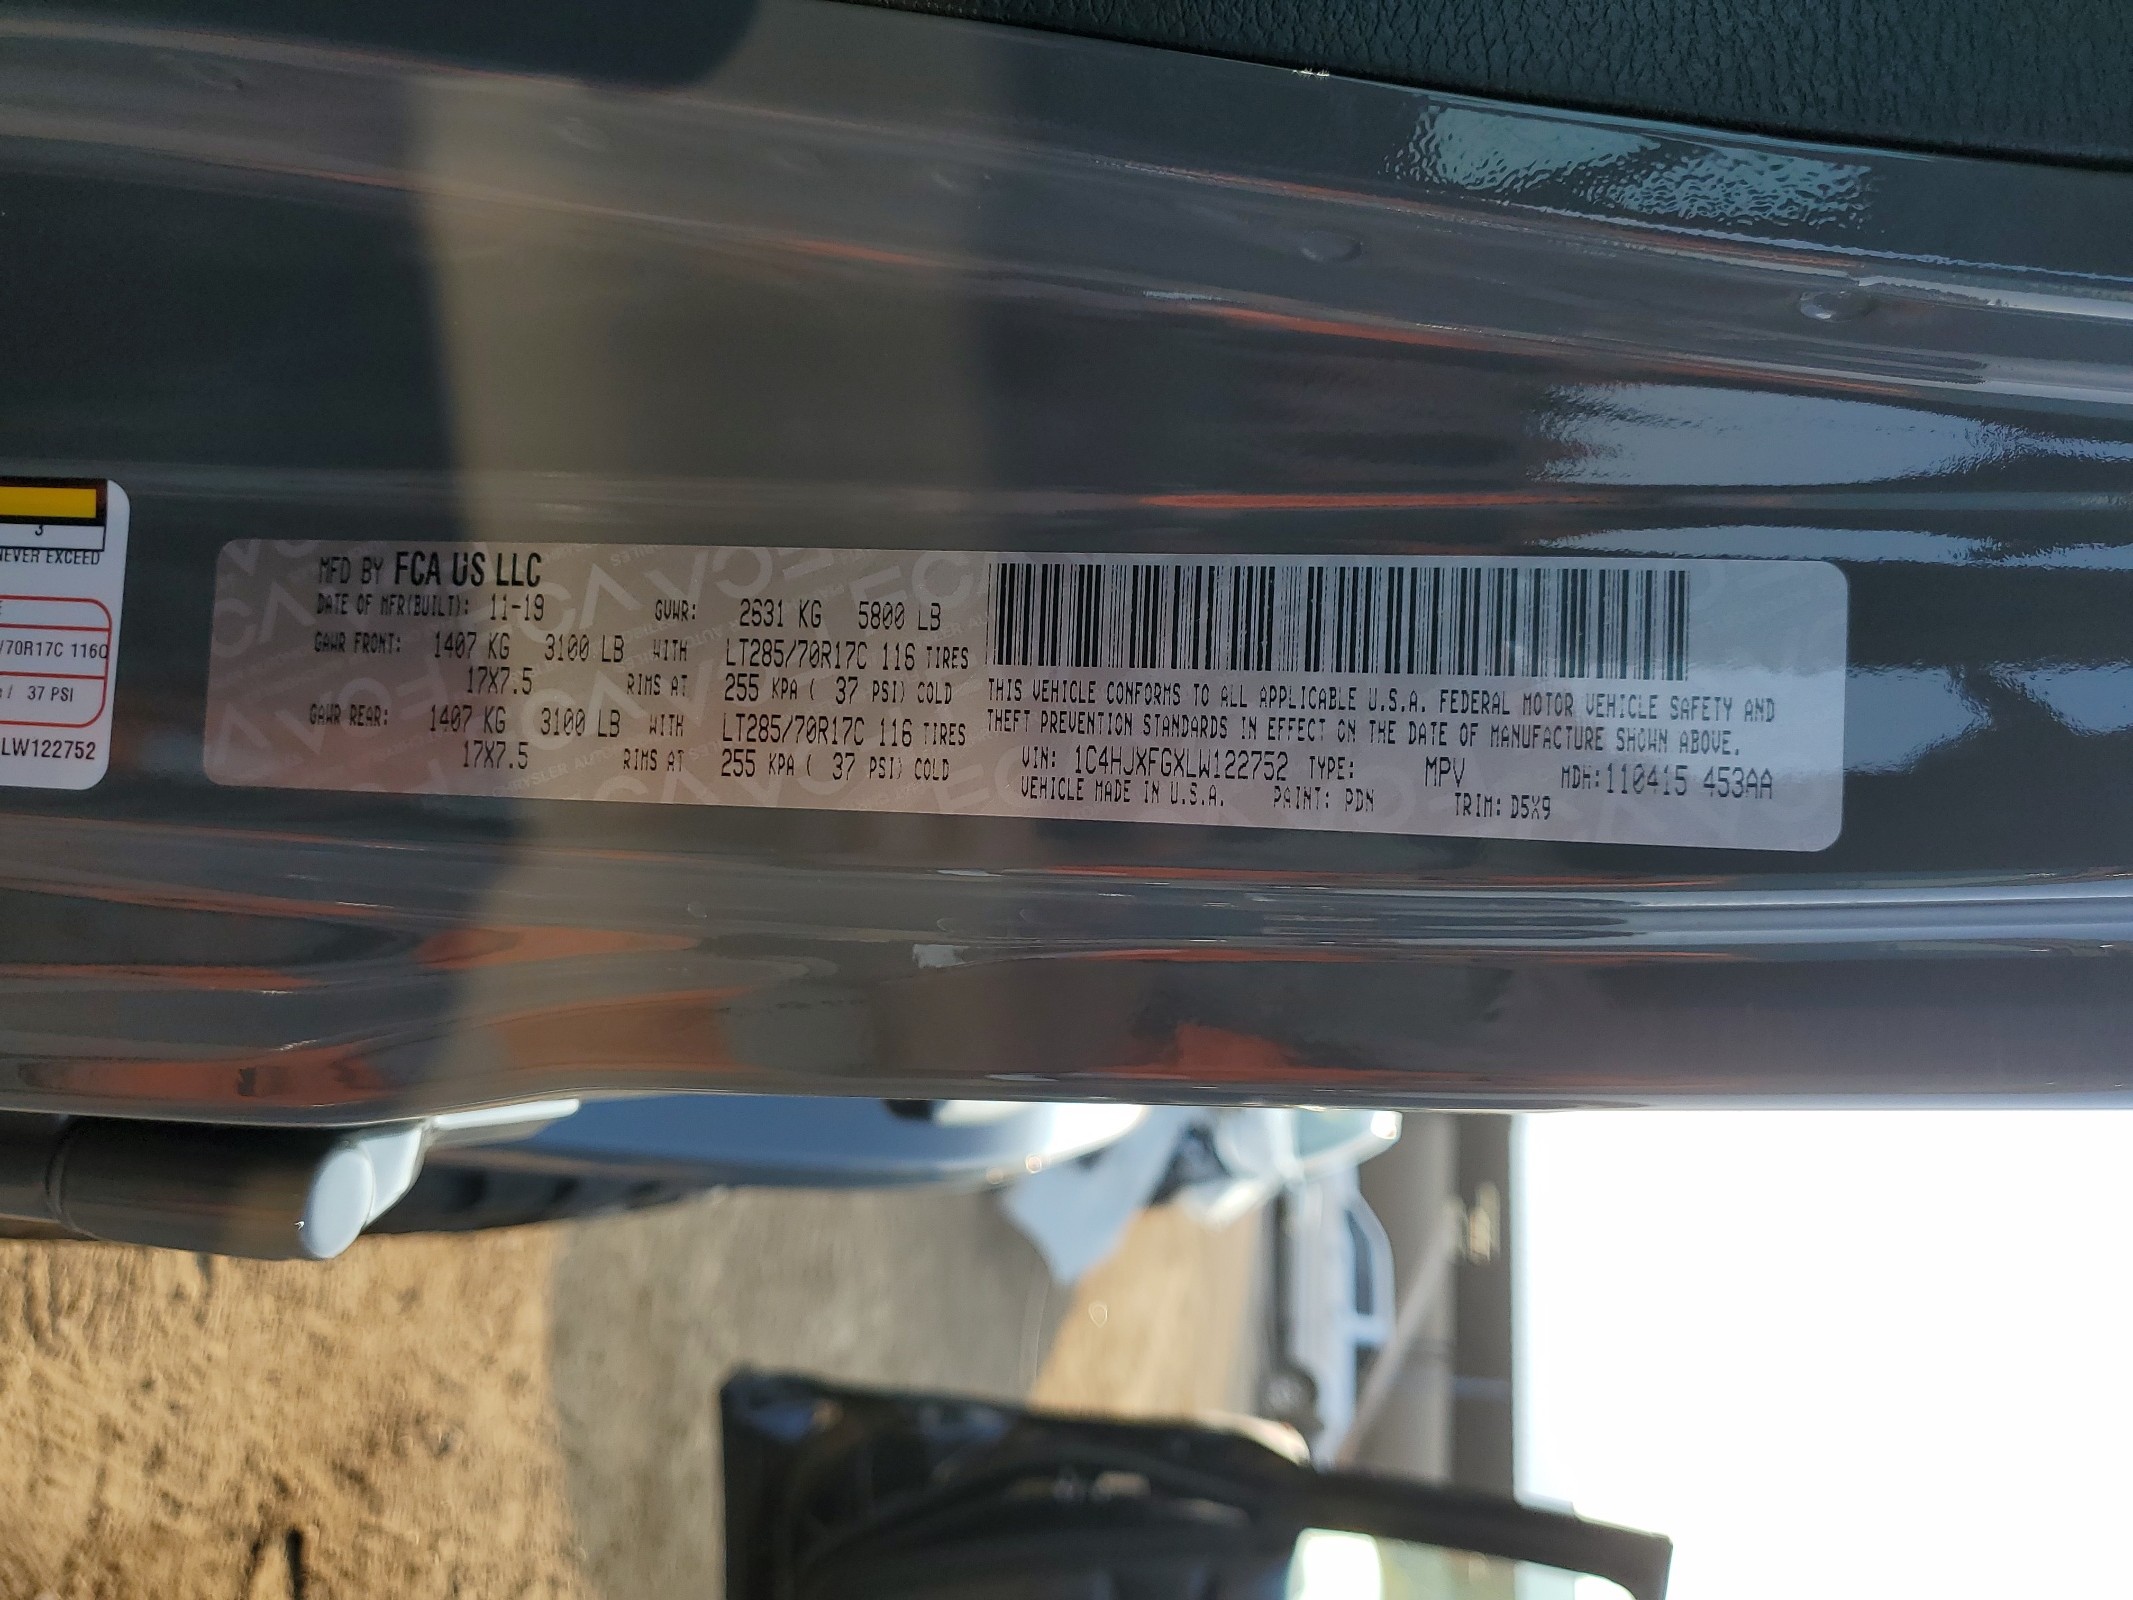 3
NEVER EXCEED
/70R17C 116Q
/ 37 PSI
LW122752
MFD BY FCA US LLC
DATE OF MFR(BUILT): 11-19 GVWR: 2631 KG 5800 LB
GAWR FRONT: 1407 KG 3100 LB WITH LT285/70R17C 116 TIRES
17X7.5 RIMS AT 255 KPA ( 37 PSI) COLD
GAWR REAR: 1407 KG 3100 LB WITH LT285/70R17C 116 TIRES
17X7.5 RIMS AT 255 KPA ( 37 PSI) COLD
THIS VEHICLE CONFORMS TO ALL APPLICABLE U.S.A. FEDERAL MOTOR VEHICLE SAFETY AND
THEFT PREVENTION STANDARDS IN EFFECT ON THE DATE OF MANUFACTURE SHOWN ABOVE.
VIN: 1C4HJXFGXLW122752 TYPE: MPV MDH:110415 453AA
VEHICLE MADE IN U.S.A. PAINT: PDN TRIM: D5X9